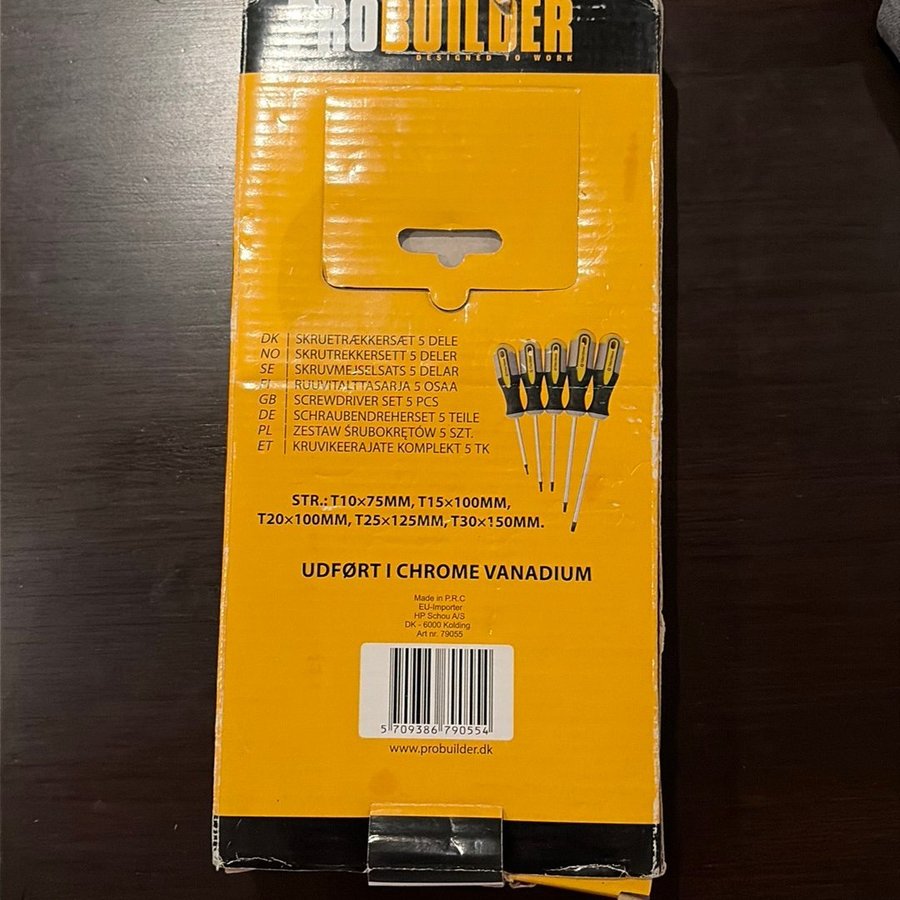 PROBUILDER
DESIGNED TO WORK
DK | SKRUETRÆKKERSÆT 5 DELE
NO | SKRUTREKKERSETT 5 DELER
SE | SKRUVMEJSELSATS 5 DELAR
FI | RUUVITALTTASARJA 5 OSAA
GB | SCREWDRIVER SET 5 PCS
DE | SCHRAUBENDREHERSET 5 TEILE
PL | ZESTAW ŚRUBOKRĘTÓW 5 SZT.
ET | KRUVIKEERAJATE KOMPLEKT 5 TK
STR.: T10×75MM, T15×100MM,
T20×100MM, T25×125MM, T30×150MM.
UDFØRT I CHROME VANADIUM
Made in P.R.C
EU-Importer
HP Schou A/S
DK - 6000 Kolding
Art nr. 79055
5 709386 790554
www.probuilder.dk